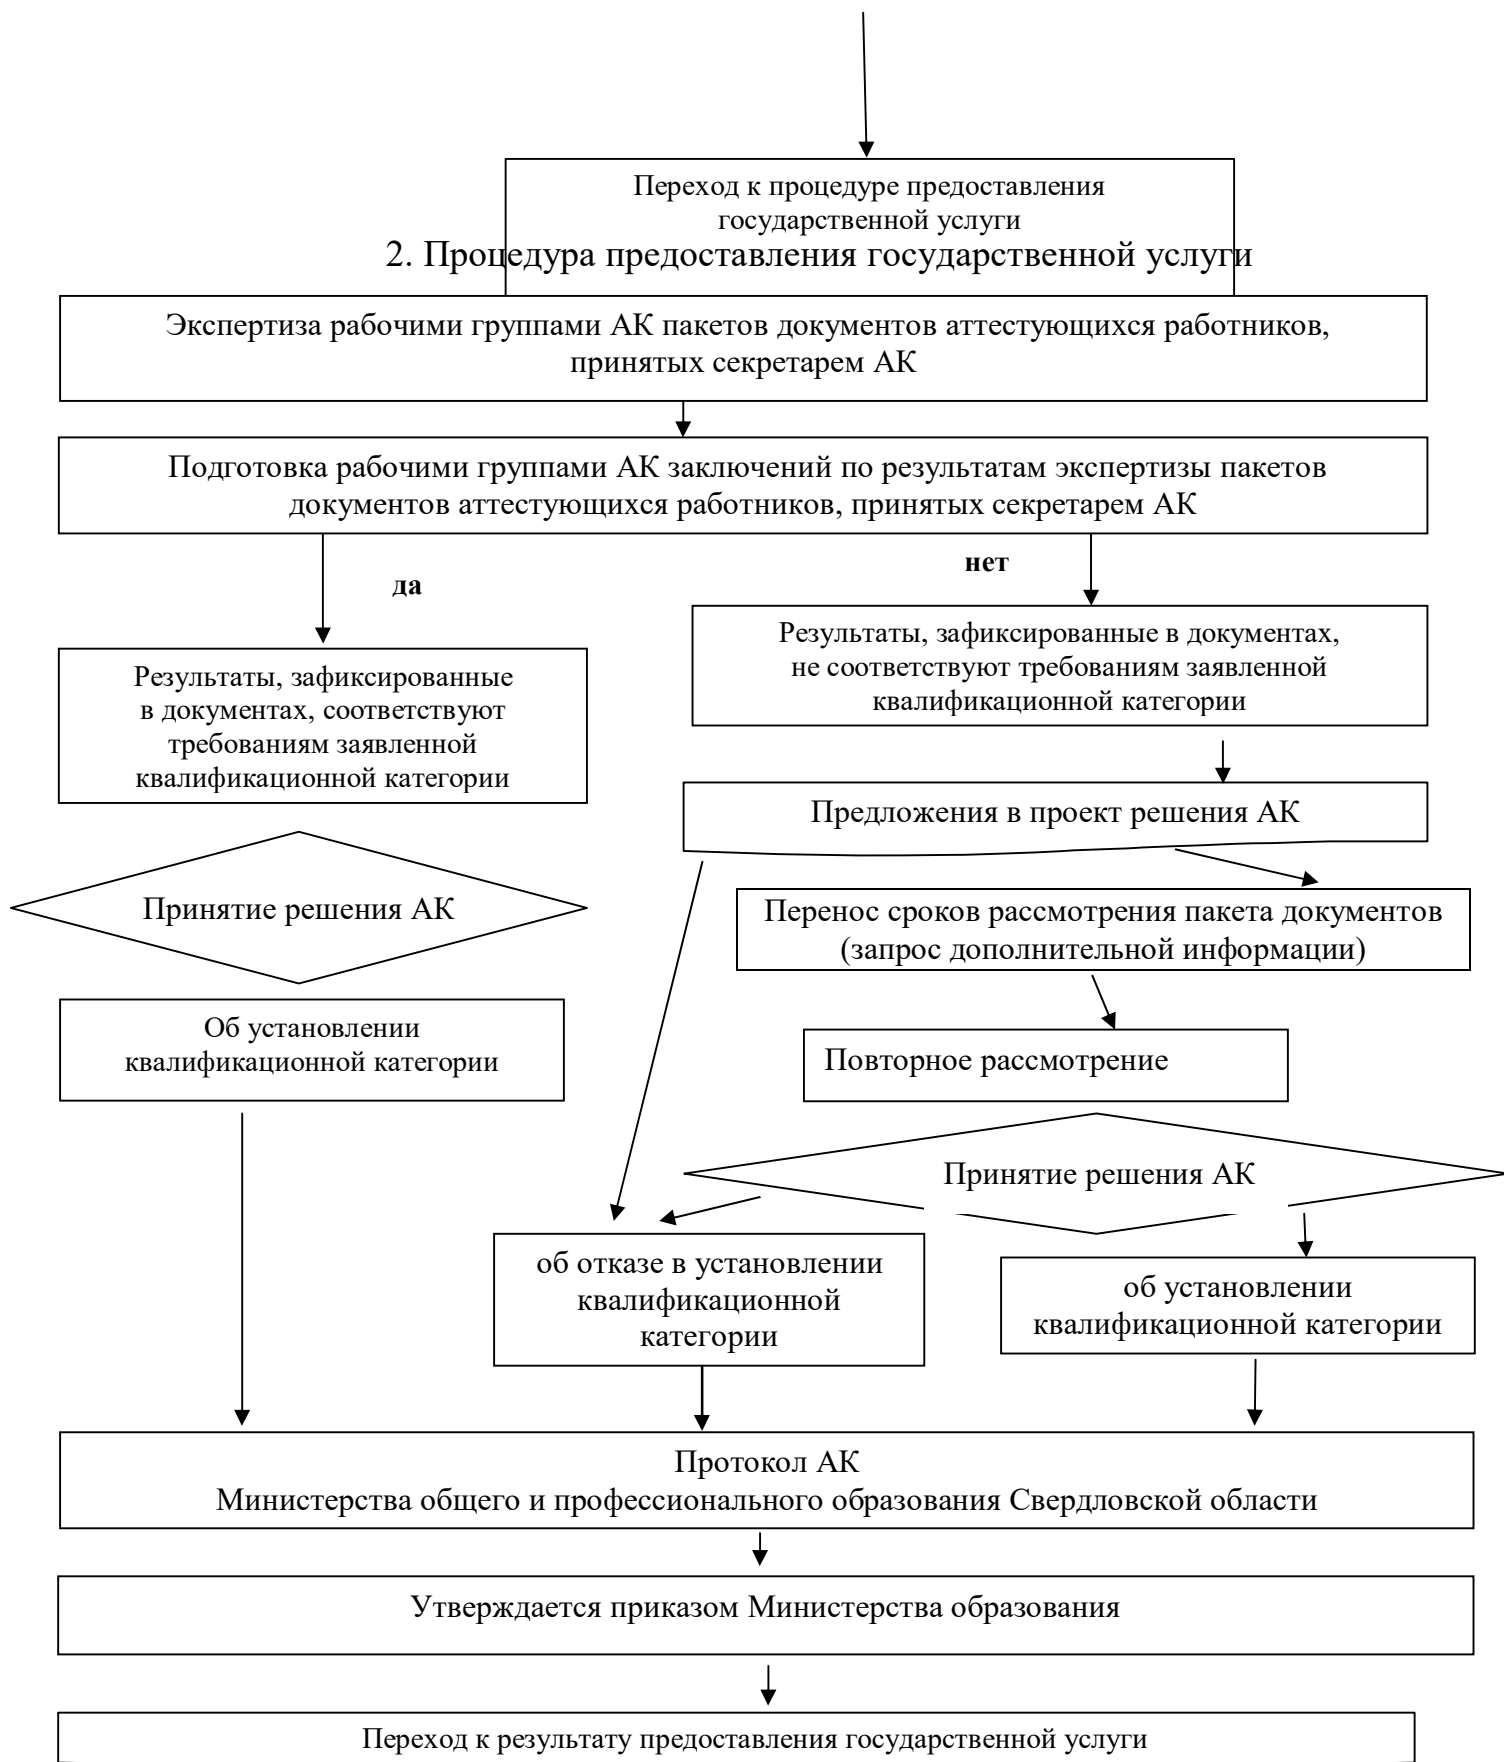 Переход к процедуре предоставления
государственной услуги
2. Процедура предоставления государственной услуги
Экспертиза рабочими группами АК пакетов документов аттестующихся работников,
принятых секретарем АК
Подготовка рабочими группами АК заключений по результатам экспертизы пакетов
документов аттестующихся работников, принятых секретарем АК
да
нет
Результаты, зафиксированные
в документах, соответствуют
требованиям заявленной
квалификационной категории
Результаты, зафиксированные в документах,
не соответствуют требованиям заявленной
квалификационной категории
Предложения в проект решения АК
Принятие решения АК
Перенос сроков рассмотрения пакета документов
(запрос дополнительной информации)
Об установлении
квалификационной категории
Повторное рассмотрение
Принятие решения АК
об отказе в установлении
квалификационной
категории
об установлении
квалификационной категории
Протокол АК
Министерства общего и профессионального образования Свердловской области
Утверждается приказом Министерства образования
Переход к результату предоставления государственной услуги